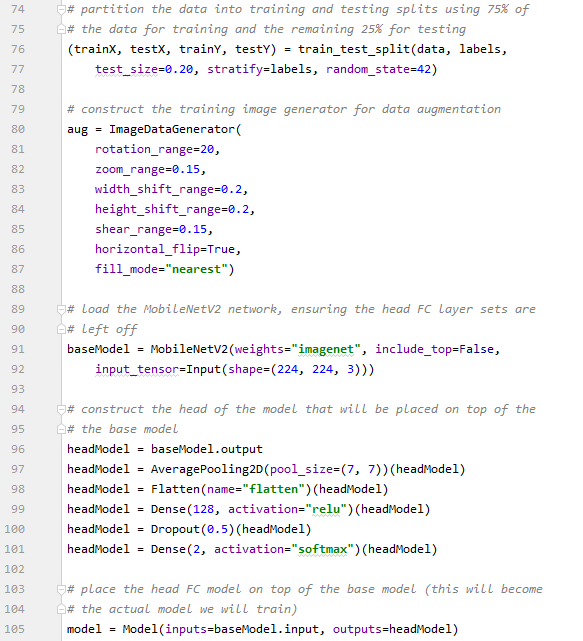 74 # partition the data into training and testing splits using 75% of
75 # the data for training and the remaining 25% for testing
76 (trainX, testX, trainY, testY) = train_test_split(data, labels,
77     test_size=0.20, stratify=labels, random_state=42)
78
79 # construct the training image generator for data augmentation
80 aug = ImageDataGenerator(
81     rotation_range=20,
82     zoom_range=0.15,
83     width_shift_range=0.2,
84     height_shift_range=0.2,
85     shear_range=0.15,
86     horizontal_flip=True,
87     fill_mode="nearest")
88
89 # load the MobileNetV2 network, ensuring the head FC layer sets are
90 # left off
91 baseModel = MobileNetV2(weights="imagenet", include_top=False,
92     input_tensor=Input(shape=(224, 224, 3)))
93
94 # construct the head of the model that will be placed on top of the
95 # the base model
96 headModel = baseModel.output
97 headModel = AveragePooling2D(pool_size=(7, 7))(headModel)
98 headModel = Flatten(name="flatten")(headModel)
99 headModel = Dense(128, activation="relu")(headModel)
100 headModel = Dropout(0.5)(headModel)
101 headModel = Dense(2, activation="softmax")(headModel)
102
103 # place the head FC model on top of the base model (this will become
104 # the actual model we will train)
105 model = Model(inputs=baseModel.input, outputs=headModel)